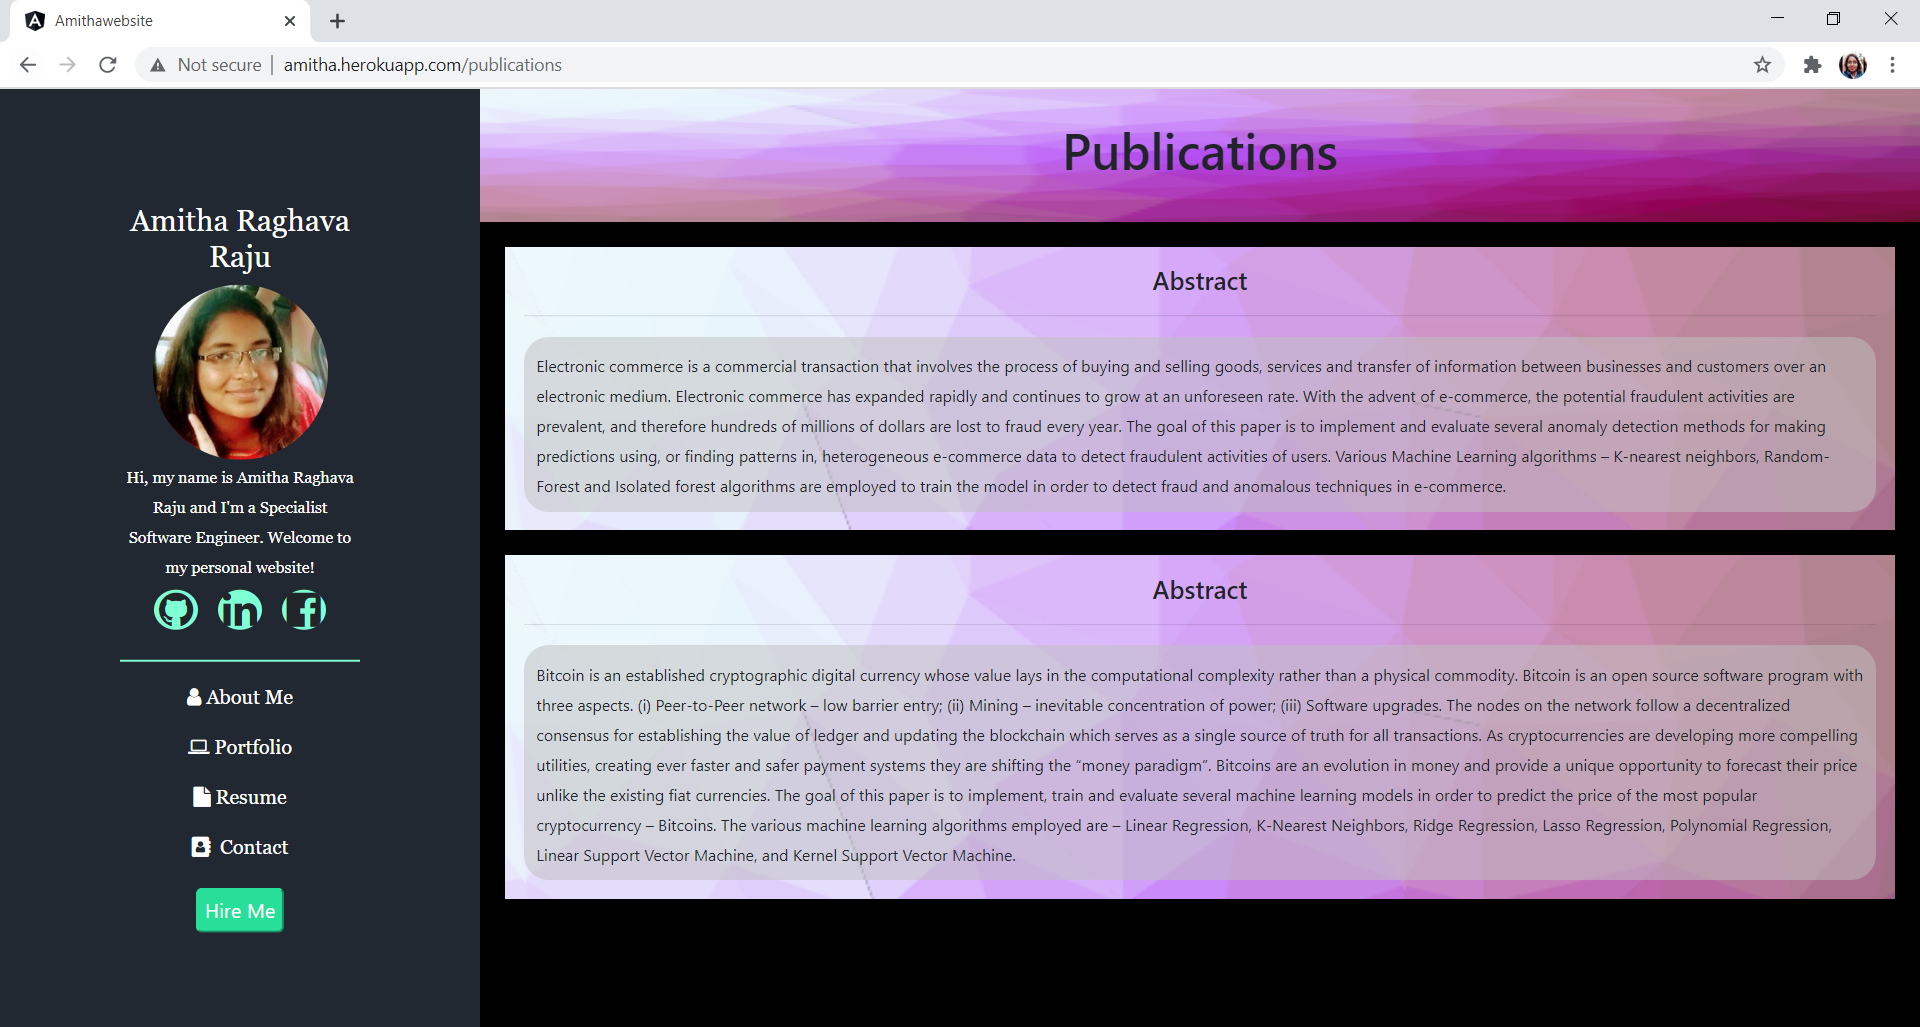 Amithawebsite
Not secure
amitha.herokuapp.com/publications
Amitha Raghava
Raju
Hi, my name is Amitha Raghava
Raju and I'm a Specialist
Software Engineer. Welcome to
my personal website!
About Me
Portfolio
Resume
Contact
Hire Me
Publications
Abstract
Electronic commerce is a commercial transaction that involves the process of buying and selling goods, services and transfer of information between businesses and customers over an
electronic medium. Electronic commerce has expanded rapidly and continues to grow at an unforeseen rate. With the advent of e-commerce, the potential fraudulent activities are
prevalent, and therefore hundreds of millions of dollars are lost to fraud every year. The goal of this paper is to implement and evaluate several anomaly detection methods for making
predictions using, or finding patterns in, heterogeneous e-commerce data to detect fraudulent activities of users. Various Machine Learning algorithms – K-nearest neighbors, Random-
Forest and Isolated forest algorithms are employed to train the model in order to detect fraud and anomalous techniques in e-commerce.
Abstract
Bitcoin is an established cryptographic digital currency whose value lays in the computational complexity rather than a physical commodity. Bitcoin is an open source software program with
three aspects. (i) Peer-to-Peer network – low barrier entry; (ii) Mining – inevitable concentration of power; (iii) Software upgrades. The nodes on the network follow a decentralized
consensus for establishing the value of ledger and updating the blockchain which serves as a single source of truth for all transactions. As cryptocurrencies are developing more compelling
utilities, creating ever faster and safer payment systems they are shifting the “money paradigm”. Bitcoins are an evolution in money and provide a unique opportunity to forecast their price
unlike the existing fiat currencies. The goal of this paper is to implement, train and evaluate several machine learning models in order to predict the price of the most popular
cryptocurrency – Bitcoins. The various machine learning algorithms employed are – Linear Regression, K-Nearest Neighbors, Ridge Regression, Lasso Regression, Polynomial Regression,
Linear Support Vector Machine, and Kernel Support Vector Machine.